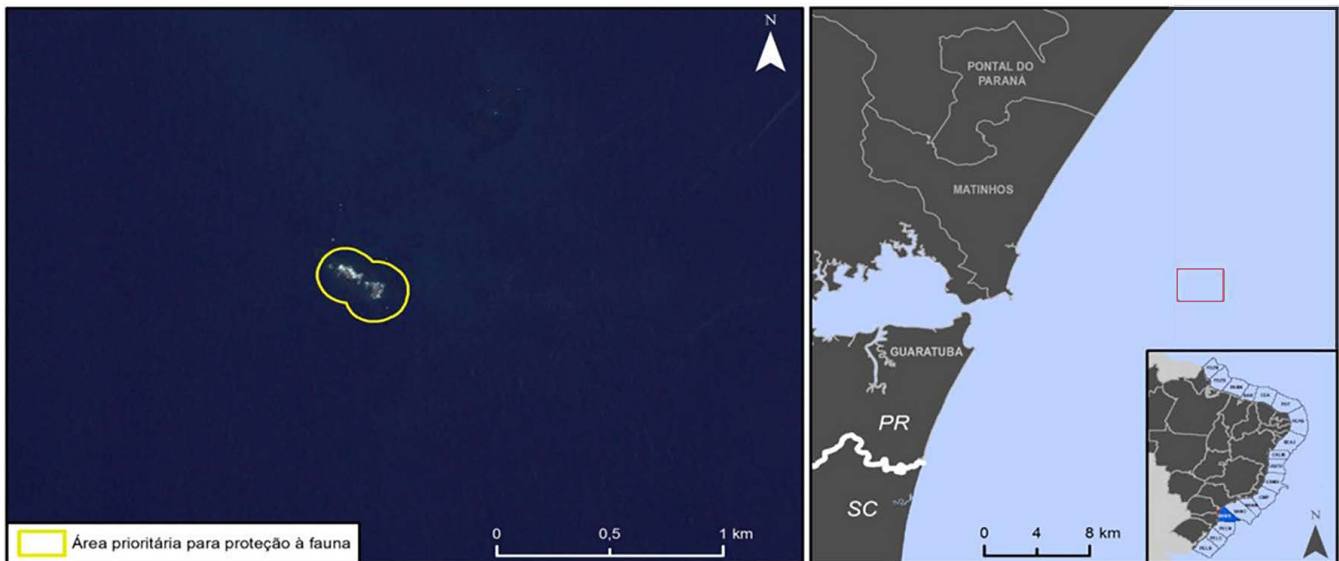 N
Área prioritária para proteção à fauna
0 0,5 1 km
PONTAL DO
PARANÁ
MATINHOS
GUARATUBA
PR
SC
0 4 8 km
N